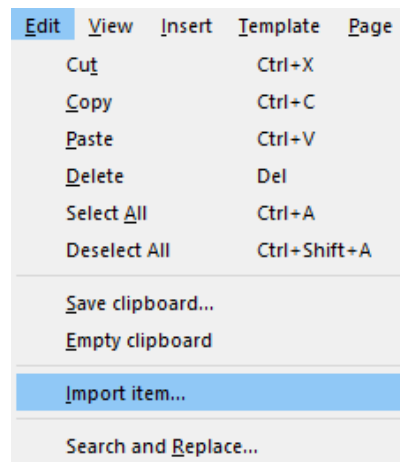 Edit View Insert Template Page
Cut Ctrl+X
Copy Ctrl+C
Paste Ctrl+V
Delete Del
Select All Ctrl+A
Deselect All Ctrl+Shift+A
Save clipboard...
Empty clipboard
Import item...
Search and Replace...